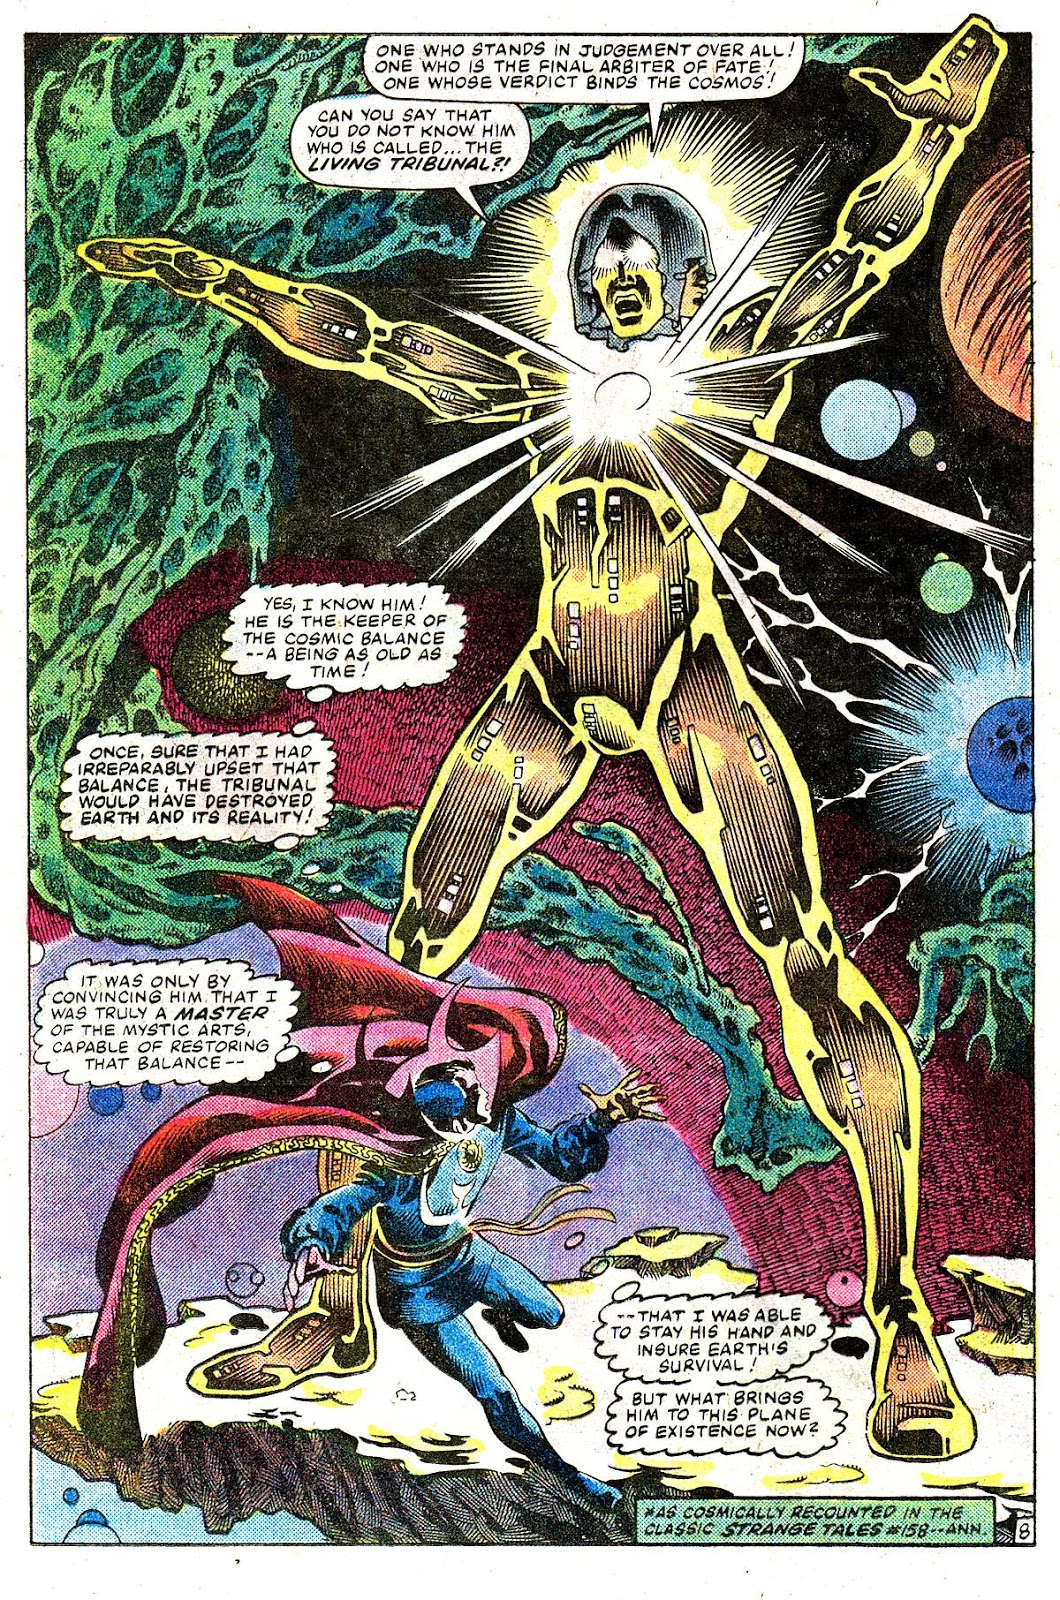 ONE WHO STANDS IN JUDGEMENT OVER ALL!
ONE WHO IS THE FINAL ARBITER OF FATE!
ONE WHOSE VERDICT BINDS THE COSMOS!
CAN YOU SAY THAT
YOU DO NOT KNOW HIM
WHO IS CALLED... THE
LIVING TRIBUNAL?!
YES, I KNOW HIM!
HE IS THE KEEPER OF
THE COSMIC BALANCE
--A BEING AS OLD AS
TIME!
ONCE, SURE THAT I HAD
IRREPARABLY UPSET THAT
BALANCE, THE TRIBUNAL
WOULD HAVE DESTROYED
EARTH AND ITS REALITY!
IT WAS ONLY BY
CONVINCING HIM THAT I
WAS TRULY A MASTER
OF THE MYSTIC ARTS,
CAPABLE OF RESTORING
THAT BALANCE--
--THAT I WAS ABLE
TO STAY HIS HAND AND
INSURE EARTH'S
SURVIVAL!
BUT WHAT BRINGS
HIM TO THIS PLANE
OF EXISTENCE NOW?
*AS COSMICALLY RECOUNTED IN THE
CLASSIC STRANGE TALES #158--ANN.
8